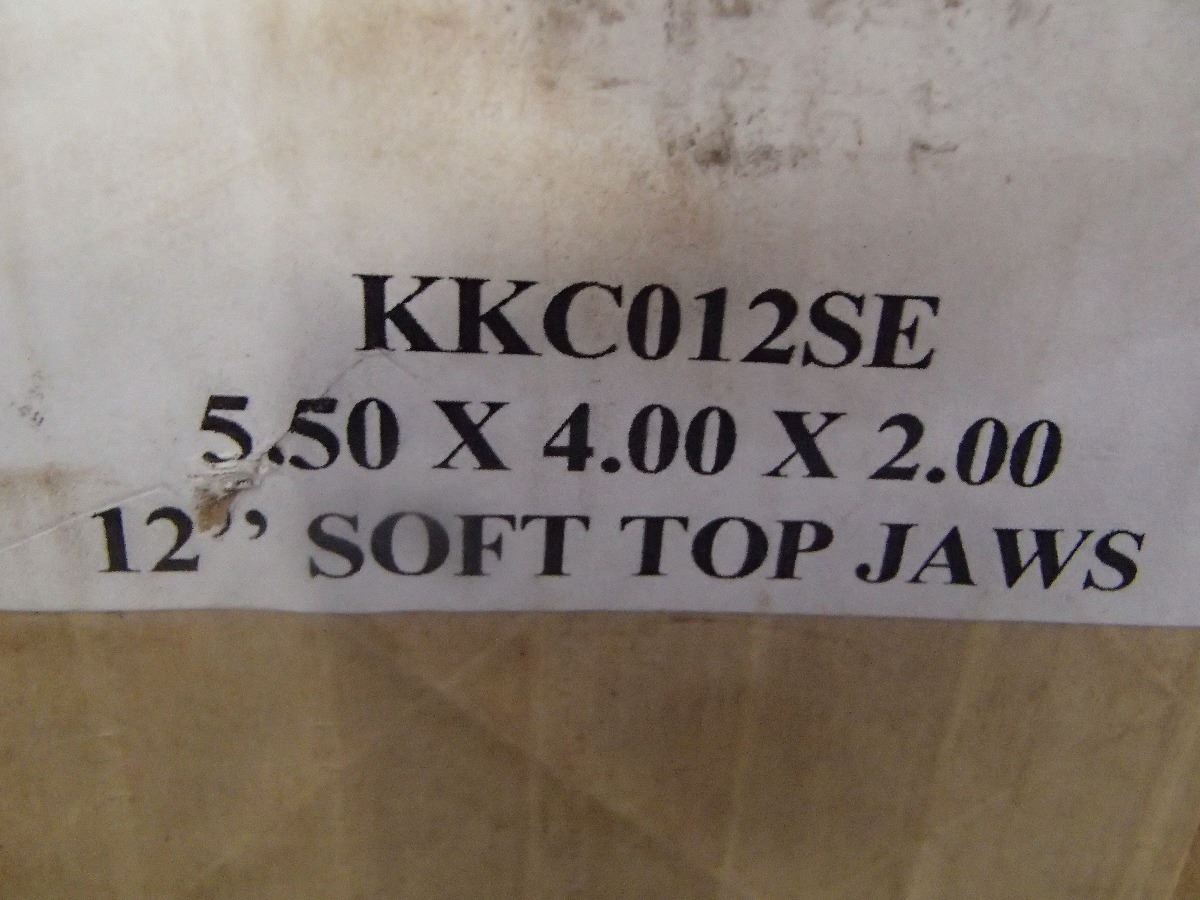 KKC012SE
5.50 X 4.00 X 2.00
12” SOFT TOP JAWS